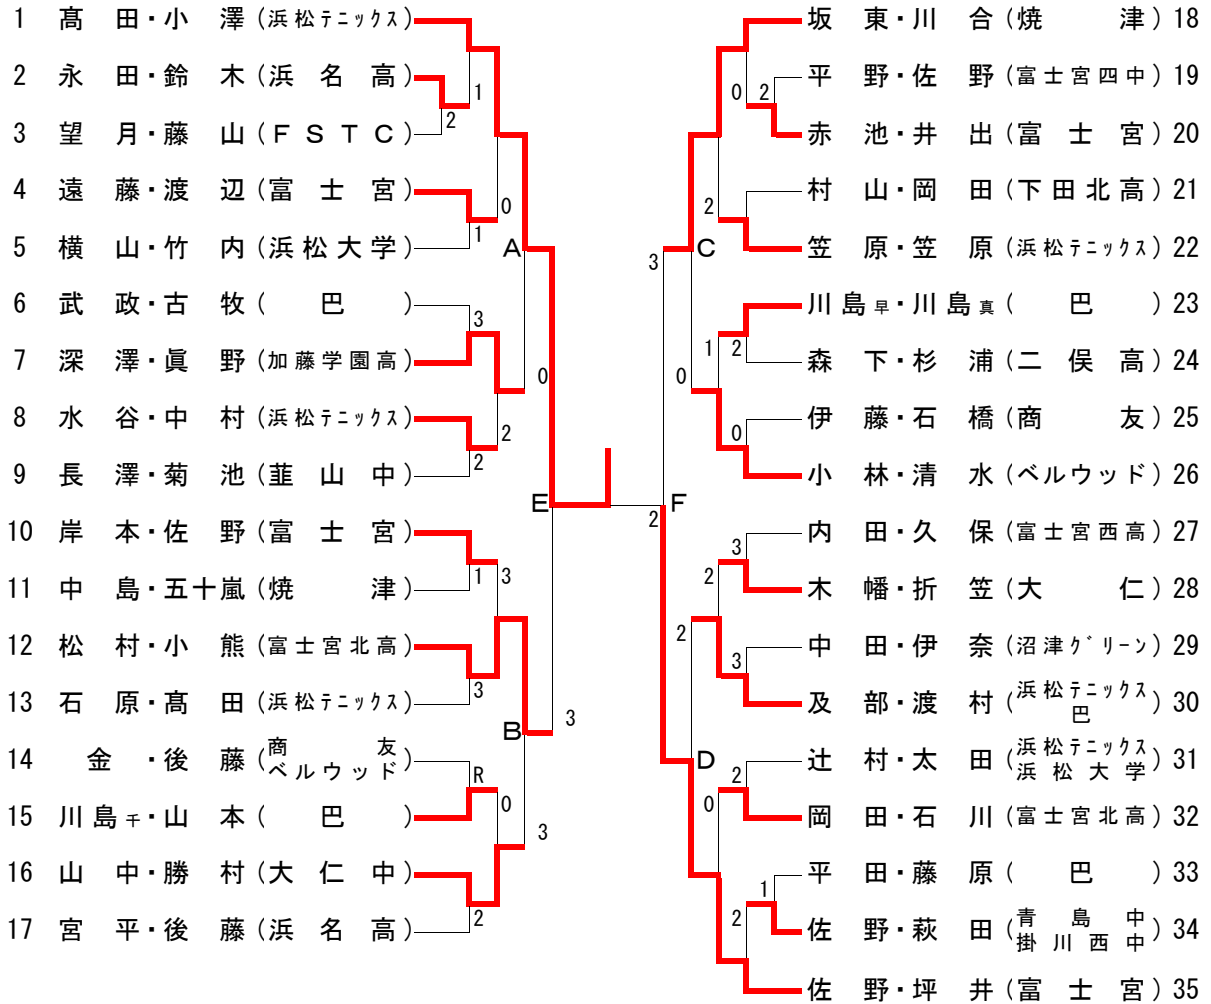 1 髙田・小澤(浜松テニックス)
2 永田・鈴木(浜名高)
1
2
3 望月・藤山(FSTC)
4 遠藤・渡辺(富士宮)
0
1
5 横山・竹内(浜松大学)
A
6 武政・古牧(巴)
3
7 深澤・眞野(加藤学園高)
0
8 水谷・中村(浜松テニックス)
2
2
9 長澤・菊池(韮山中)
E
10 岸本・佐野(富士宮)
1
3
11 中島・五十嵐(焼津)
12 松村・小熊(富士宮北高)
3
13 石原・髙田(浜松テニックス)
B
3
14 金・後藤(商友 ベルウッド)
R
0
15 川島千・山本(巴)
3
16 山中・勝村(大仁中)
2
17 宮平・後藤(浜名高)
坂東・川合(焼津) 18
平野・佐野(富士宮四中) 19
0
2
赤池・井出(富士宮) 20
村山・岡田(下田北高) 21
2
笠原・笠原(浜松テニックス) 22
C
3
川島早・川島真(巴) 23
1
2
森下・杉浦(二俣高) 24
0
伊藤・石橋(商友) 25
0
小林・清水(ベルウッド) 26
F
2
内田・久保(富士宮西高) 27
3
2
木幡・折笠(大仁) 28
2
中田・伊奈(沼津グリーン) 29
3
及部・渡村(浜松テニックス 巴) 30
D
辻村・太田(浜松テニックス 浜松大学) 31
2
0
岡田・石川(富士宮北高) 32
平田・藤原(巴) 33
1
2
佐野・萩田(青島中 掛川西中) 34
佐野・坪井(富士宮) 35